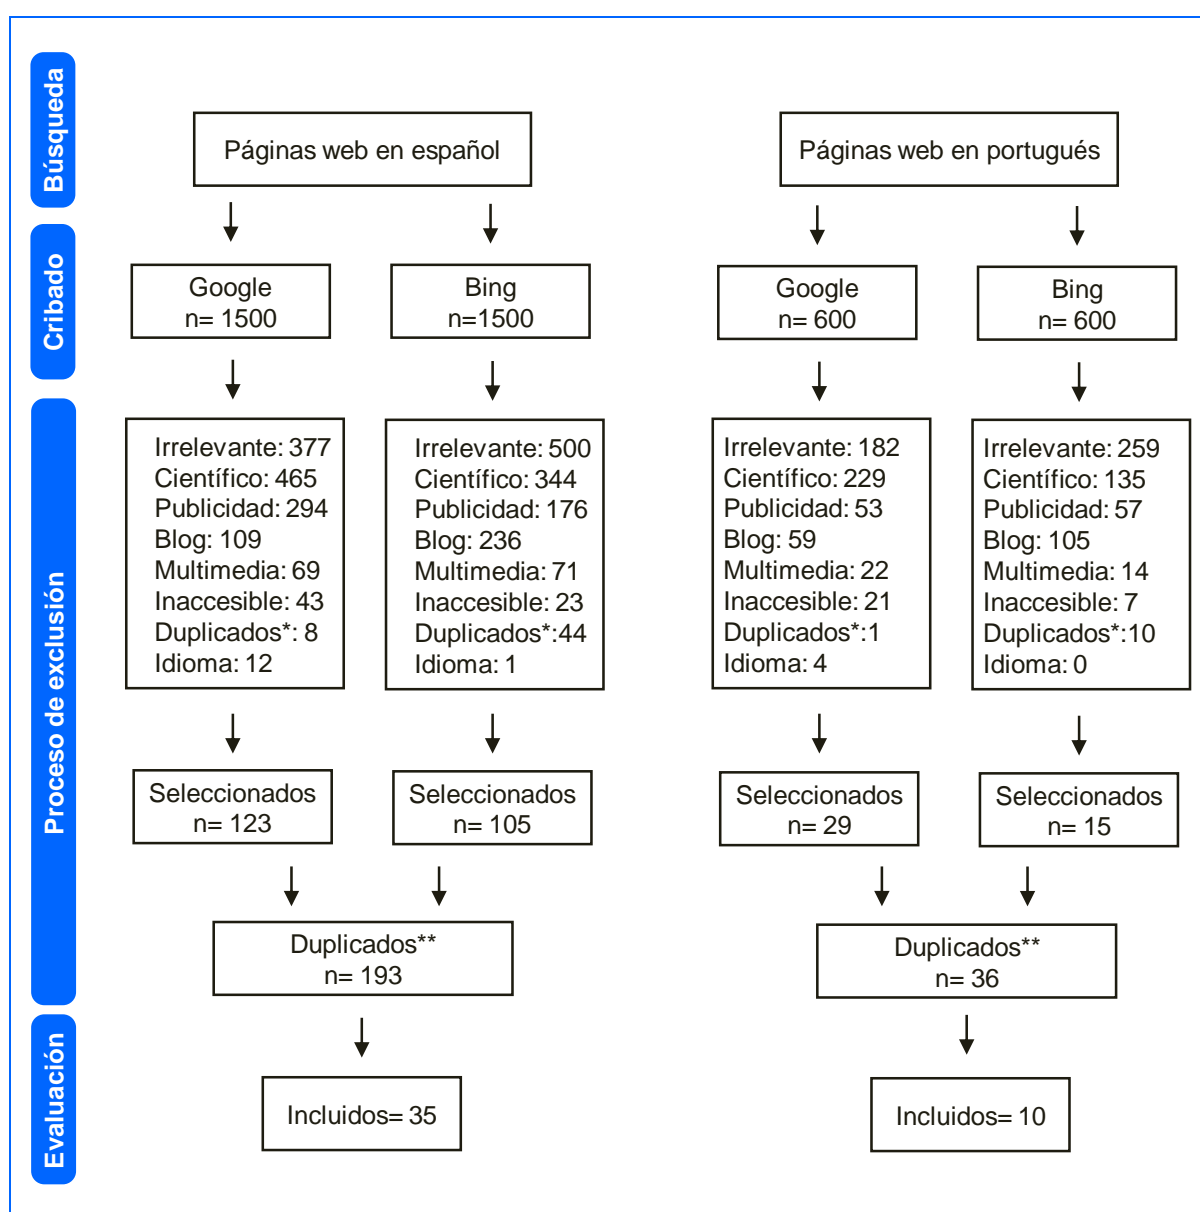 Búsqueda
Páginas web en español
Páginas web en portugués
Cribado
Google
n= 1500
Bing
n=1500
Google
n= 600
Bing
n= 600
Proceso de exclusión
Irrelevante: 377
Científico: 465
Publicidad: 294
Blog: 109
Multimedia: 69
Inaccesible: 43
Duplicados*: 8
Idioma: 12
Irrelevante: 500
Científico: 344
Publicidad: 176
Blog: 236
Multimedia: 71
Inaccesible: 23
Duplicados*:44
Idioma: 1
Irrelevante: 182
Científico: 229
Publicidad: 53
Blog: 59
Multimedia: 22
Inaccesible: 21
Duplicados*:1
Idioma: 4
Irrelevante: 259
Científico: 135
Publicidad: 57
Blog: 105
Multimedia: 14
Inaccesible: 7
Duplicados*:10
Idioma: 0
Seleccionados
n= 123
Seleccionados
n= 105
Seleccionados
n= 29
Seleccionados
n= 15
Duplicados**
n= 193
Duplicados**
n= 36
Evaluación
Incluidos= 35
Incluidos= 10